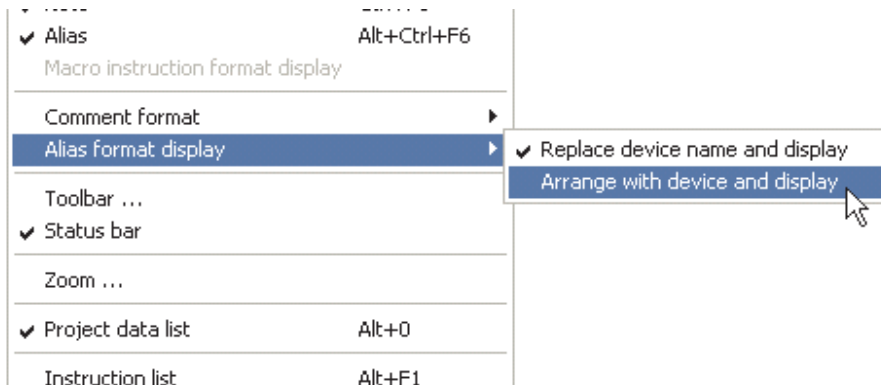 Alias Alt+Ctrl+F6
Macro instruction format display
Comment format
Alias format display
Replace device name and display
Arrange with device and display
Toolbar ...
Status bar
Zoom ...
Project data list Alt+0
Instruction list Alt+F1